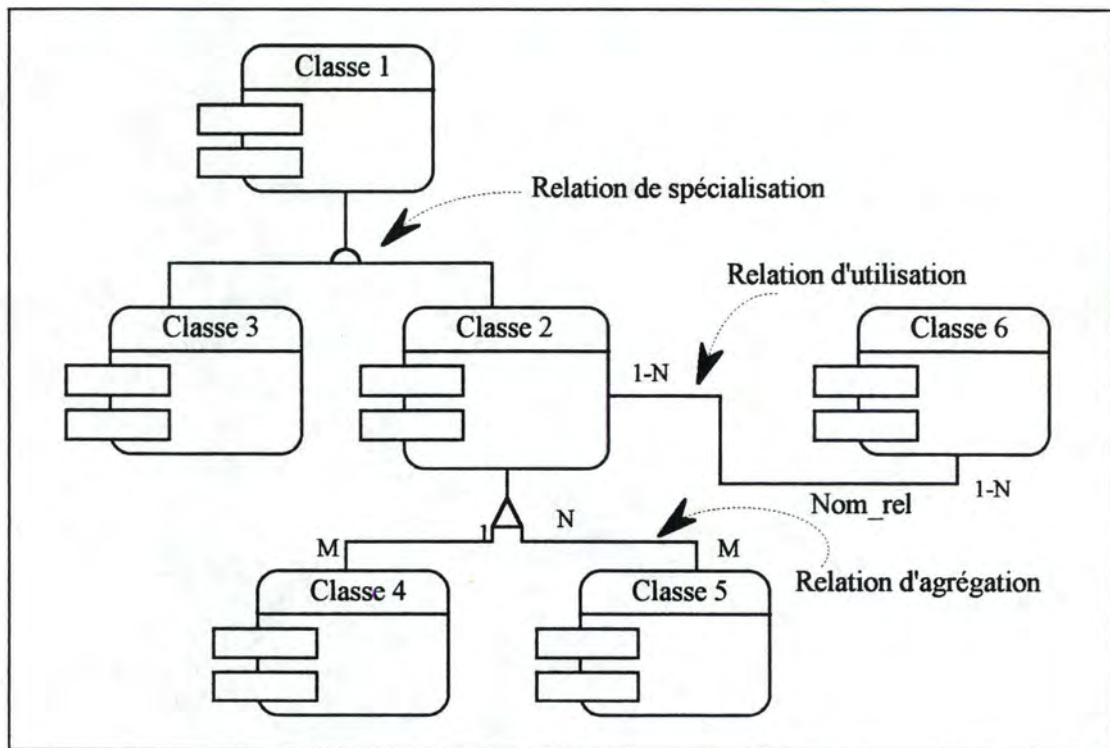 Classe 1
Relation de spécialisation
Relation d'utilisation
Classe 3
Classe 2
Classe 6
1-N
1-N
Nom_rel
N
1
M
M
Relation d'agrégation
Classe 4
Classe 5